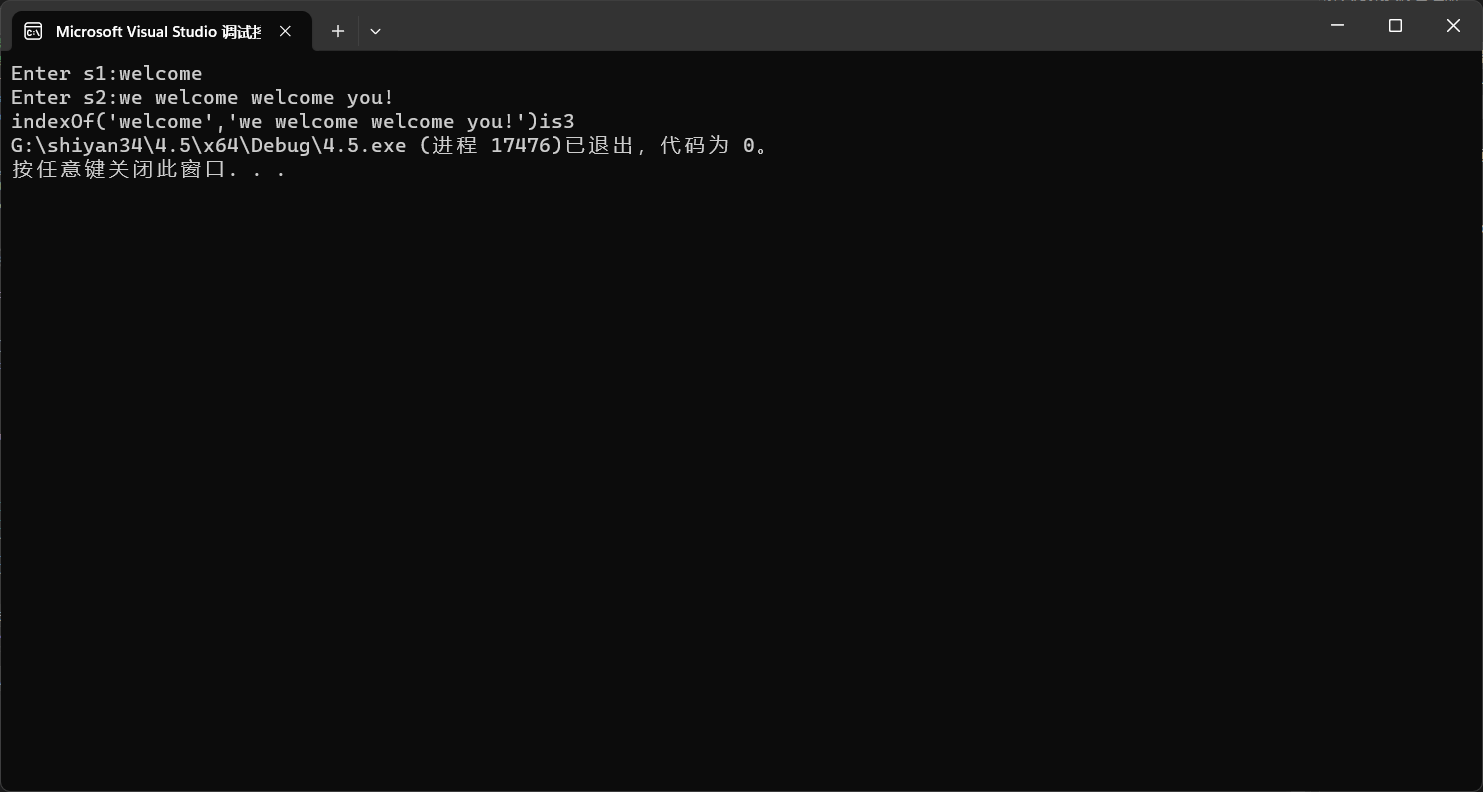 Microsoft Visual Studio 调试
Enter s1:welcome
Enter s2:we welcome welcome you!
indexOf('welcome','we welcome welcome you!')is3
G:\shiyan34\4.5\x64\Debug\4.5.exe (进程 17476)已退出，代码为 0。
按任意键关闭此窗口. . .